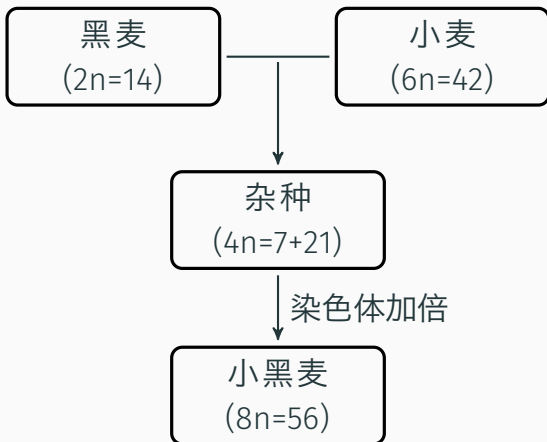 黑麦
(2n=14)
小麦
(6n=42)
杂种
(4n=7+21)
染色体加倍
小黑麦
(8n=56)